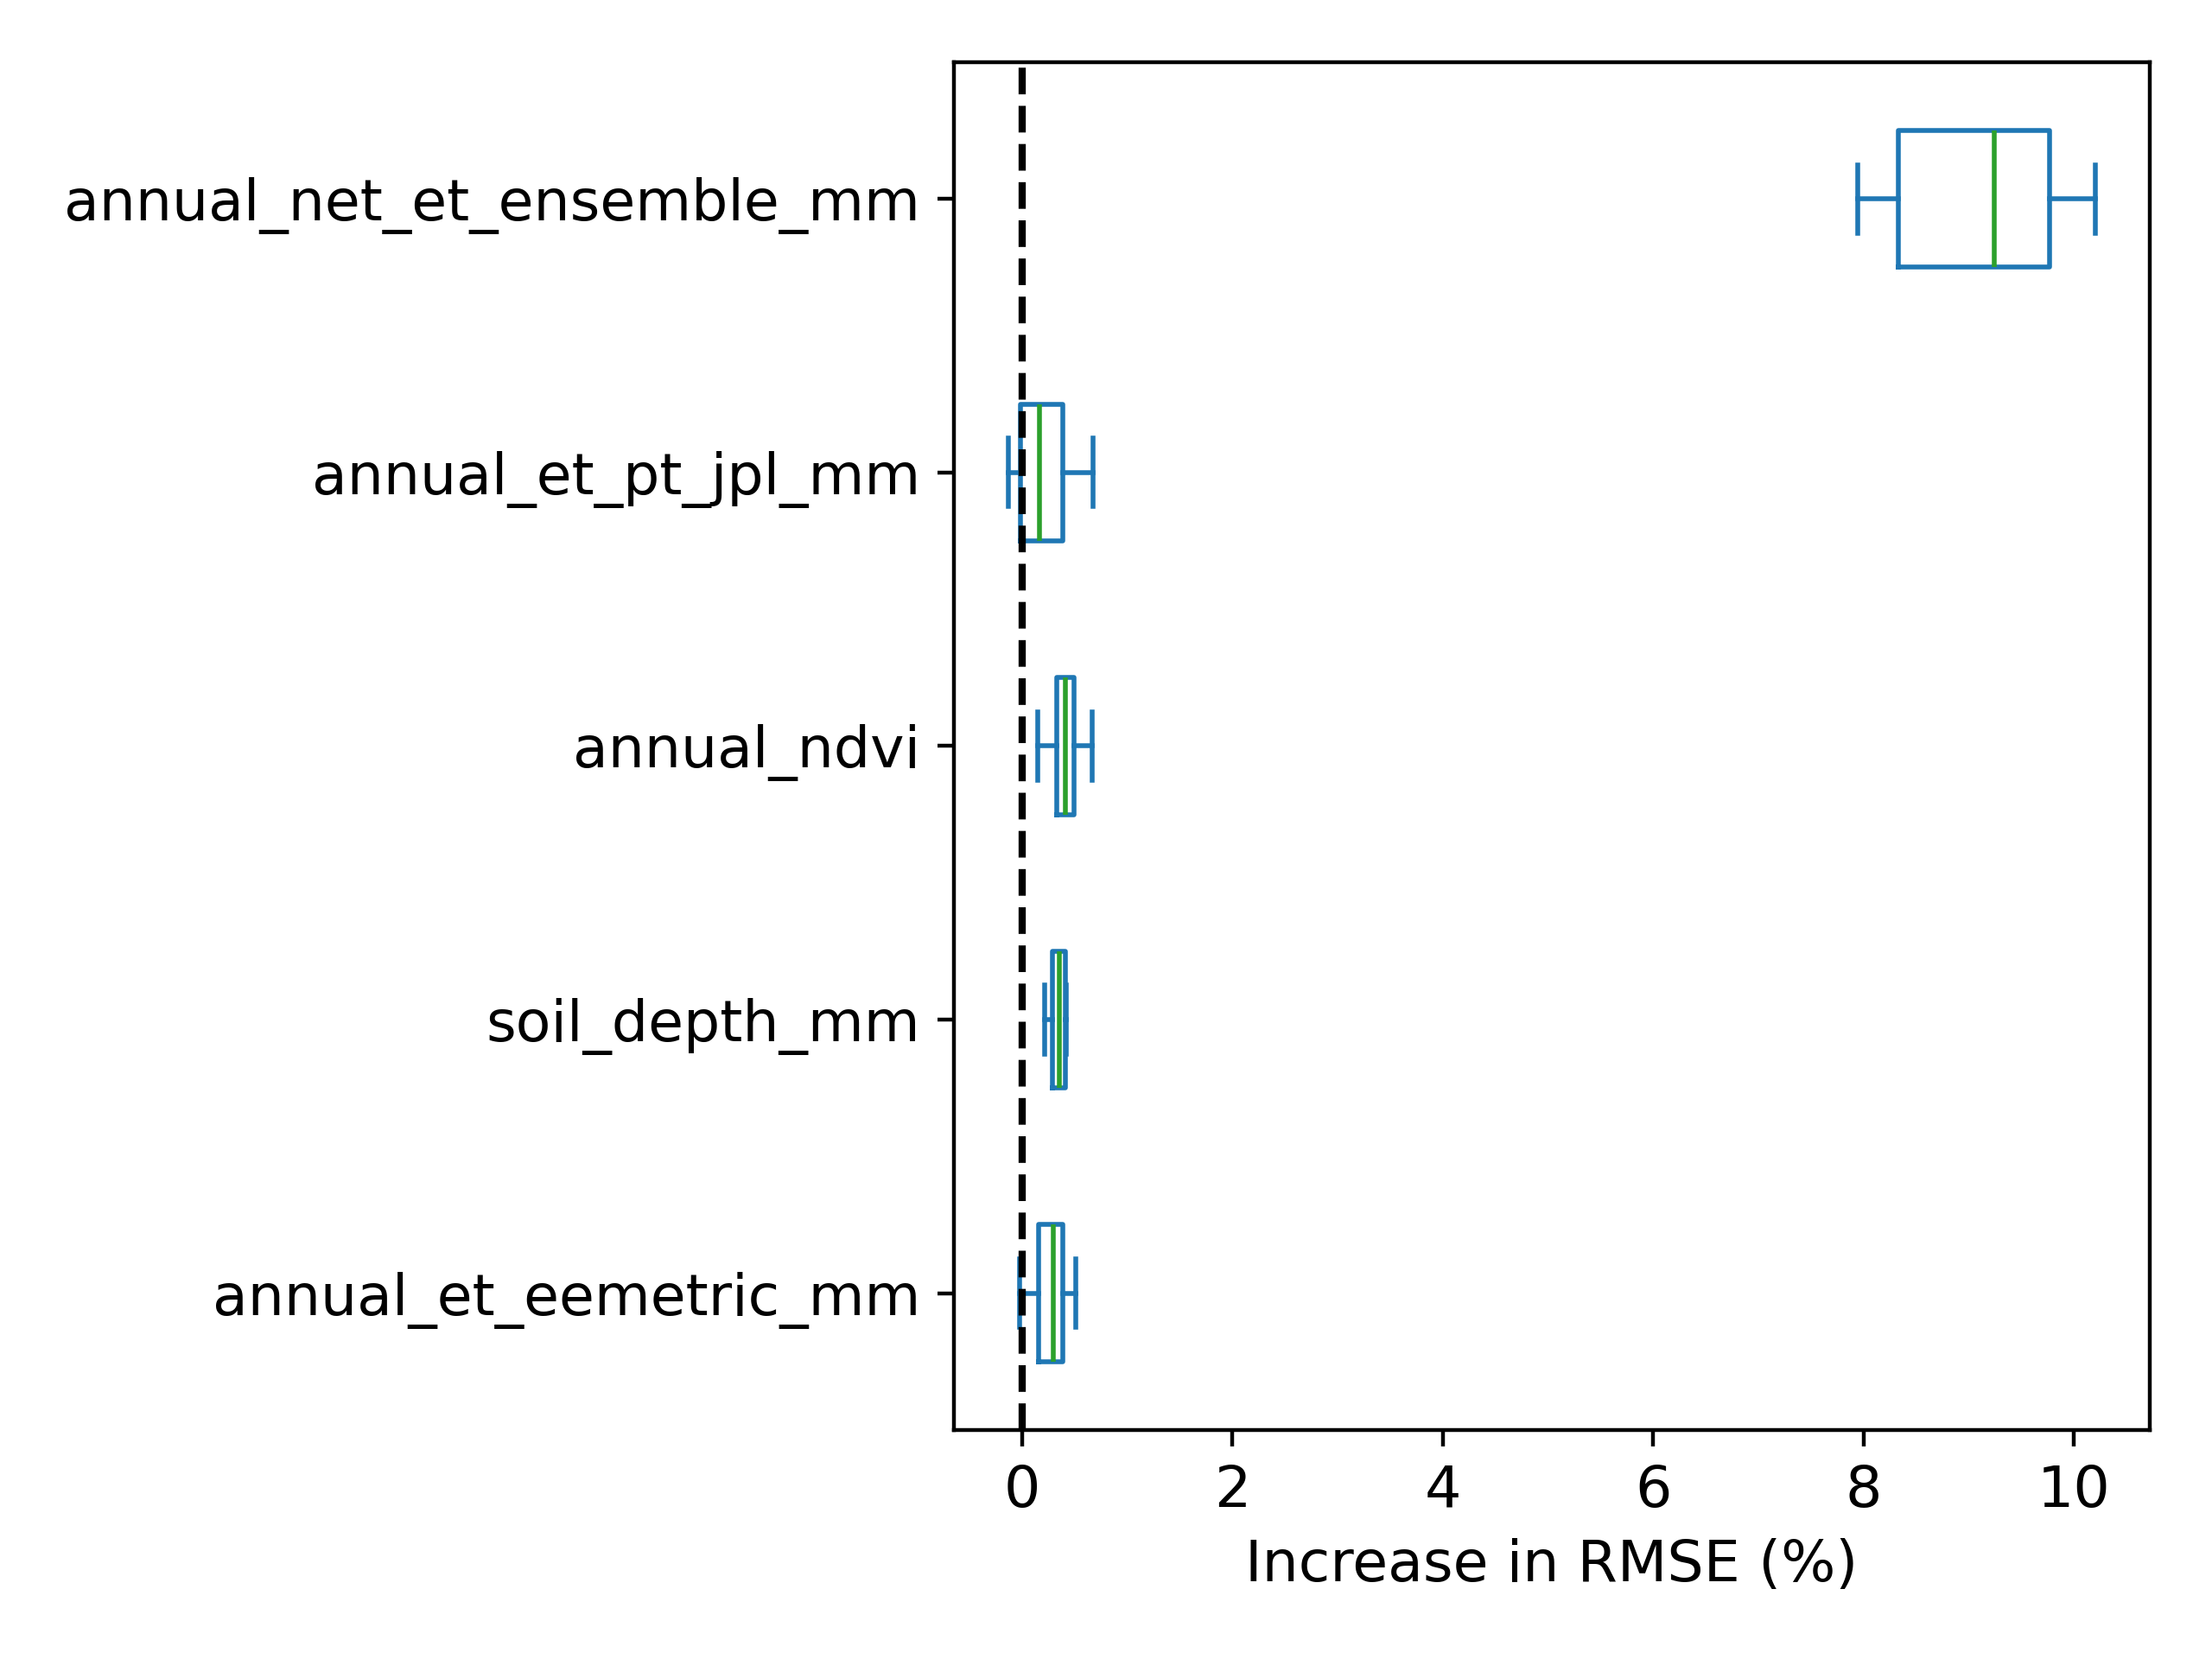 annual_net_et_ensemble_mm
annual_et_pt_jpl_mm
annual_ndvi
soil_depth_mm
annual_et_eemetric_mm
0 2 4 6 8 10
Increase in RMSE (%)